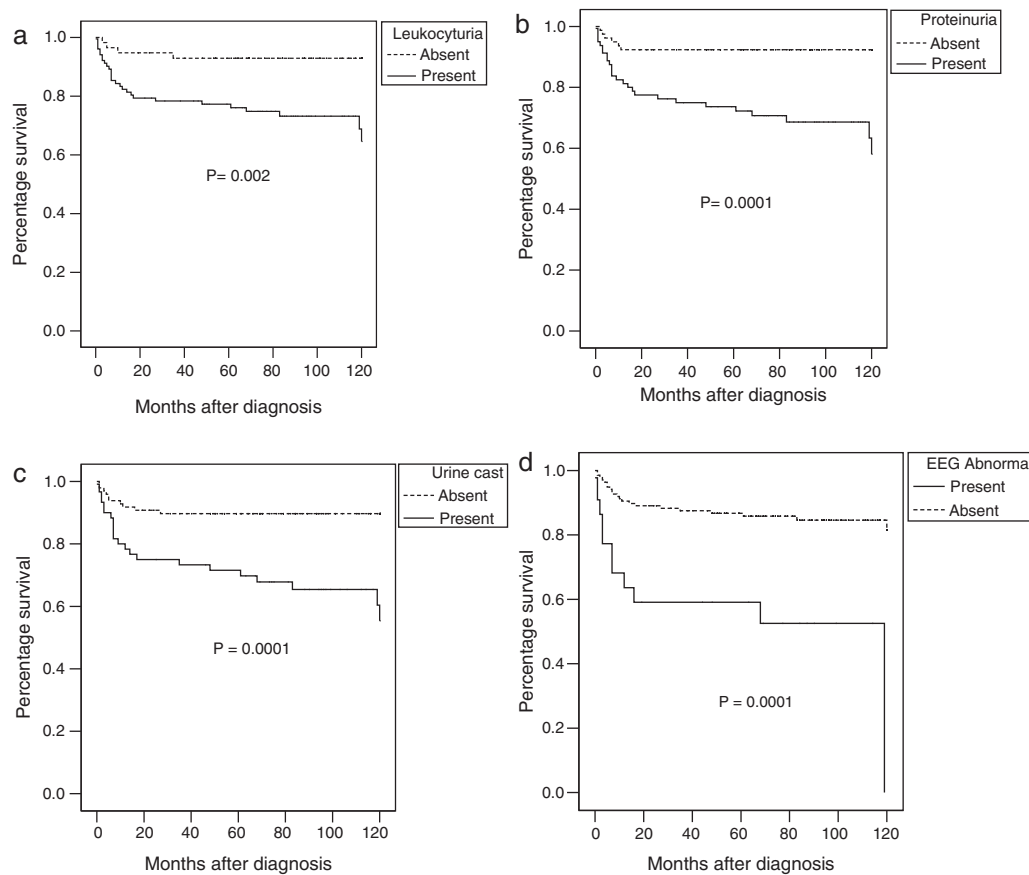 a
Leukocyturia
Absent
Present
1.0
0.8
0.6
0.4
0.2
0.0
Percentage survival
P= 0.002
0 20 40 60 80 100 120
Months after diagnosis
b
Proteinuria
Absent
Present
1.0
0.8
0.6
0.4
0.2
0.0
Percentage survival
P= 0.0001
0 20 40 60 80 100 120
Months after diagnosis
c
Urine cast
Absent
Present
1.0
0.8
0.6
0.4
0.2
0.0
Percentage survival
P = 0.0001
0 20 40 60 80 100 120
Months after diagnosis
d
EEG Abnorma
Present
Absent
1.0
0.8
0.6
0.4
0.2
0.0
Percentage survival
P = 0.0001
0 20 40 60 80 100 120
Months after diagnosis